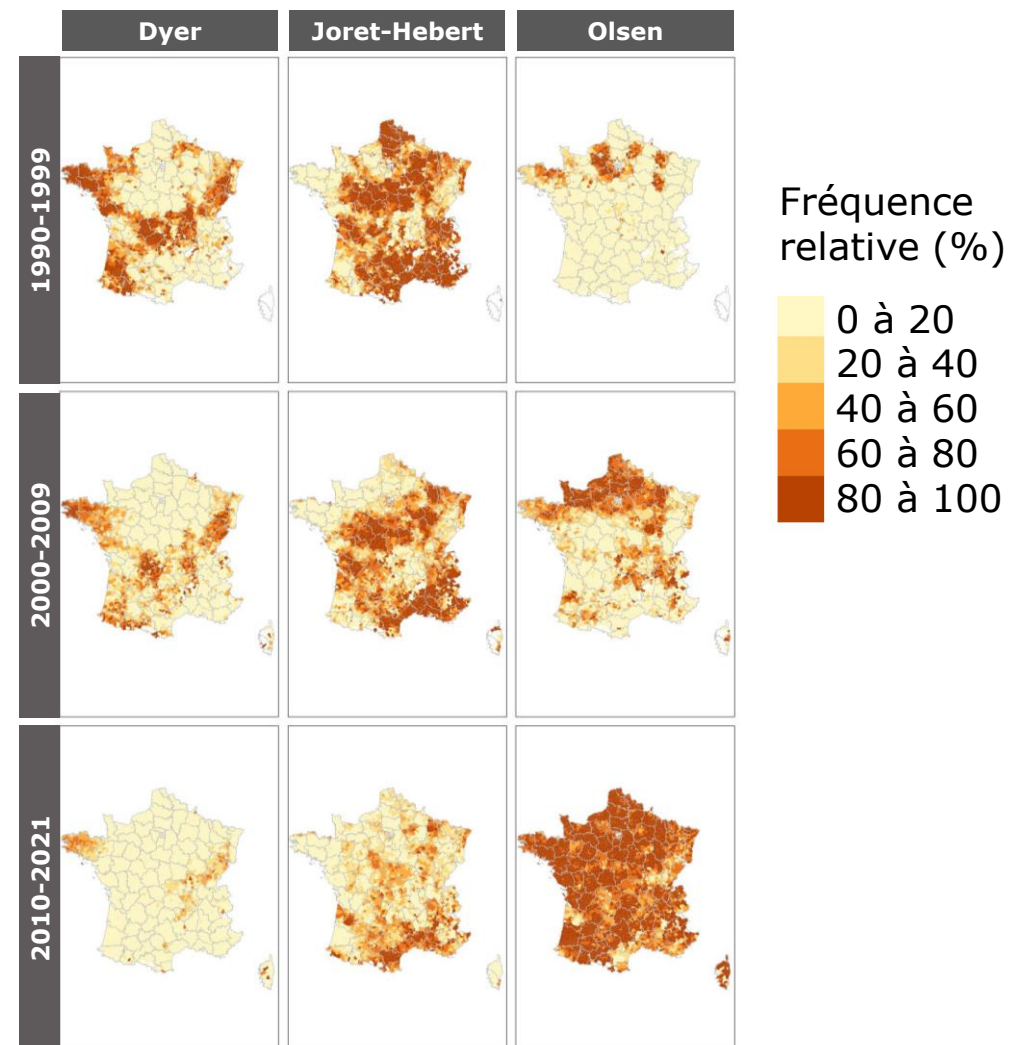 Dyer
Joret-Hebert
Olsen
1990-1999
2000-2009
2010-2021
Fréquence
relative (%)
0 à 20
20 à 40
40 à 60
60 à 80
80 à 100